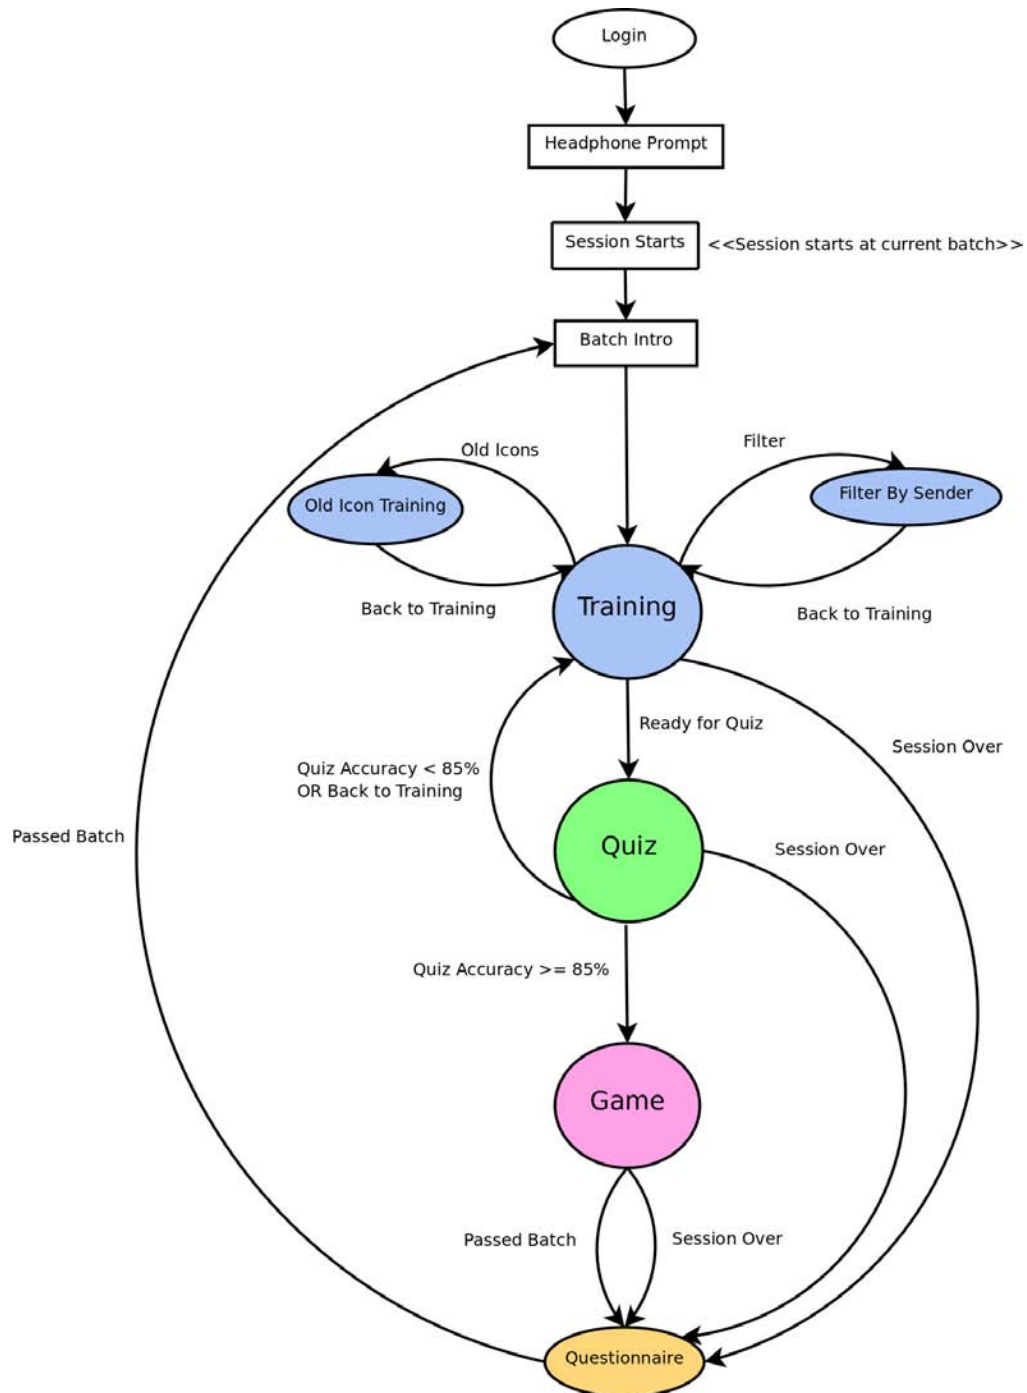 Login
Headphone Prompt
Session Starts
<<Session starts at current batch>>
Batch Intro
Old Icons
Filter
Old Icon Training
Filter By Sender
Back to Training
Training
Back to Training
Ready for Quiz
Session Over
Quiz Accuracy < 85%
OR Back to Training
Passed Batch
Quiz
Session Over
Quiz Accuracy >= 85%
Game
Passed Batch
Session Over
Questionnaire